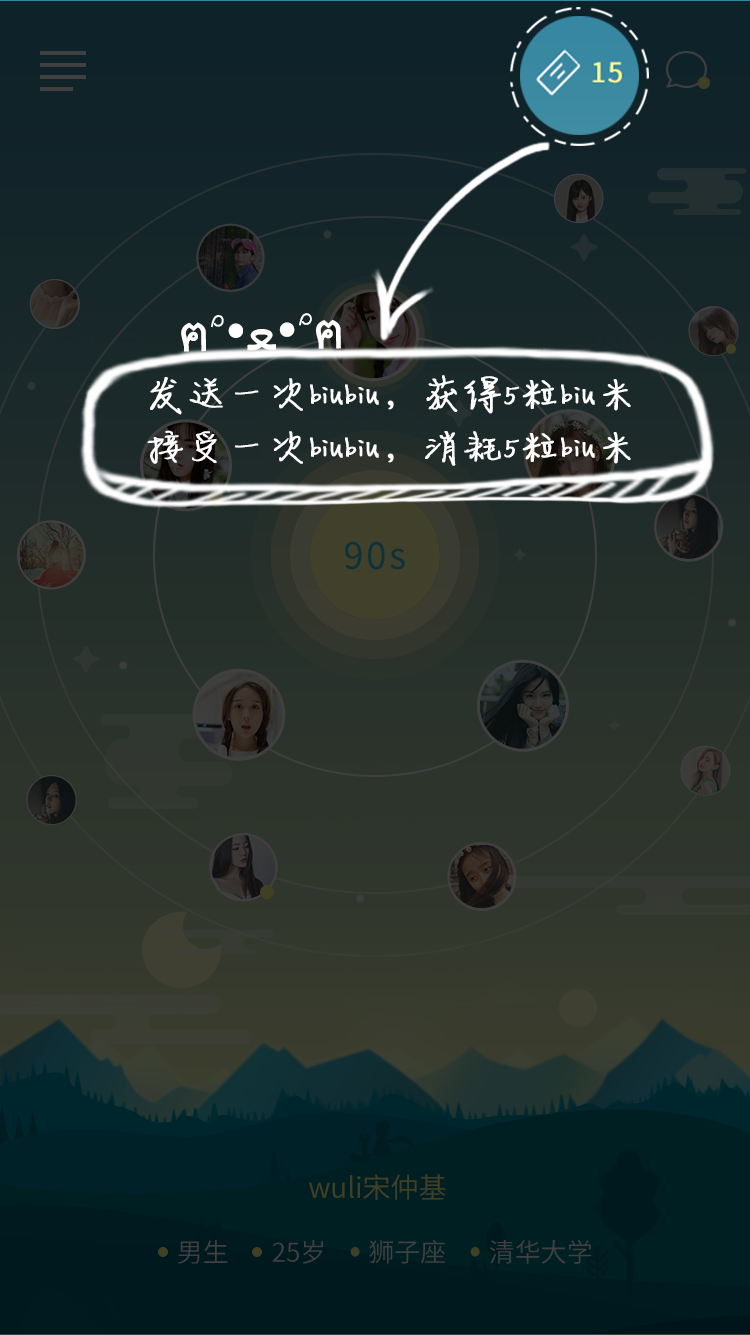 15
发送一次biubiu，获得5粒biu米
接受一次biubiu，消耗5粒biu米
90s
wuli宋仲基
男生 25岁 狮子座 清华大学